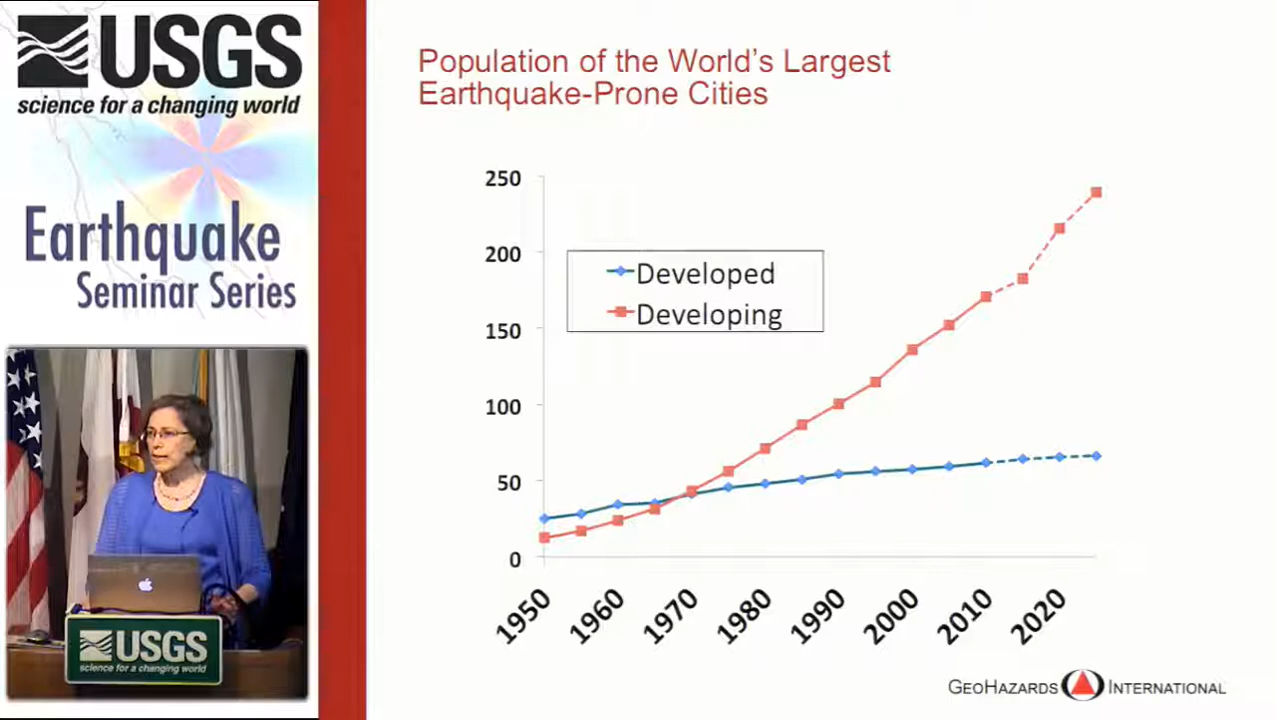 USGS
science for a changing world
Earthquake
Seminar Series
USGS
science for a changing world
Population of the World's Largest
Earthquake-Prone Cities
250
200
150
100
50
0
Developed
Developing
1950
1960
1970
1980
1990
2000
2010
2020
GEOHAZARDS INTERNATIONAL